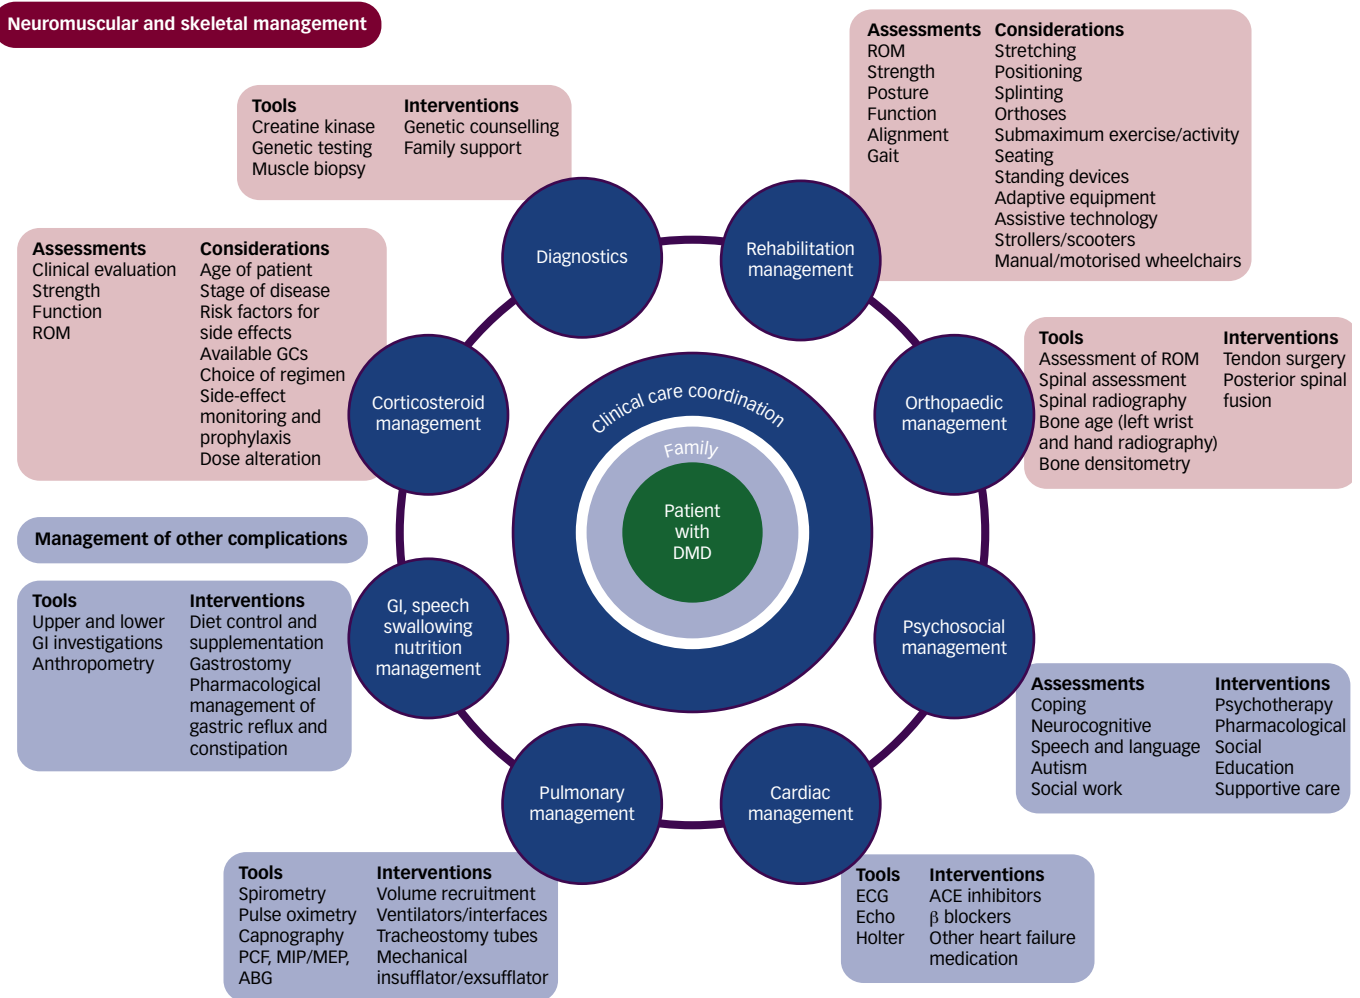 Neuromuscular and skeletal management
Tools
Creatine kinase
Genetic testing
Muscle biopsy
Interventions
Genetic counselling
Family support
Diagnostics
Assessments
ROM
Strength
Posture
Function
Alignment
Gait
Considerations
Stretching
Positioning
Splinting
Orthoses
Submaximum exercise/activity
Seating
Standing devices
Adaptive equipment
Assistive technology
Strollers/scooters
Manual/motorised wheelchairs
Rehabilitation
management
Assessments
Clinical evaluation
Strength
Function
ROM
Considerations
Age of patient
Stage of disease
Risk factors for
side effects
Available GCs
Choice of regimen
Side-effect
monitoring and
prophylaxis
Dose alteration
Corticosteroid
management
Tools
Assessment of ROM
Spinal assessment
Spinal radiography
Bone age (left wrist
and hand radiography)
Bone densitometry
Interventions
Tendon surgery
Posterior spinal
fusion
Orthopaedic
management
Clinical care coordination
Family
Patient
with
DMD
Management of other complications
Tools
Upper and lower
GI investigations
Anthropometry
Interventions
Diet control and
supplementation
Gastrostomy
Pharmacological
management of
gastric reflux and
constipation
GI, speech
swallowing
nutrition
management
Psychosocial
management
Assessments
Coping
Neurocognitive
Speech and language
Autism
Social work
Interventions
Psychotherapy
Pharmacological
Social
Education
Supportive care
Pulmonary
management
Tools
Spirometry
Pulse oximetry
Capnography
PCF, MIP/MEP,
ABG
Interventions
Volume recruitment
Ventilators/interfaces
Tracheostomy tubes
Mechanical
insufflator/exsufflator
Cardiac
management
Tools
ECG
Echo
Holter
Interventions
ACE inhibitors
β blockers
Other heart failure
medication